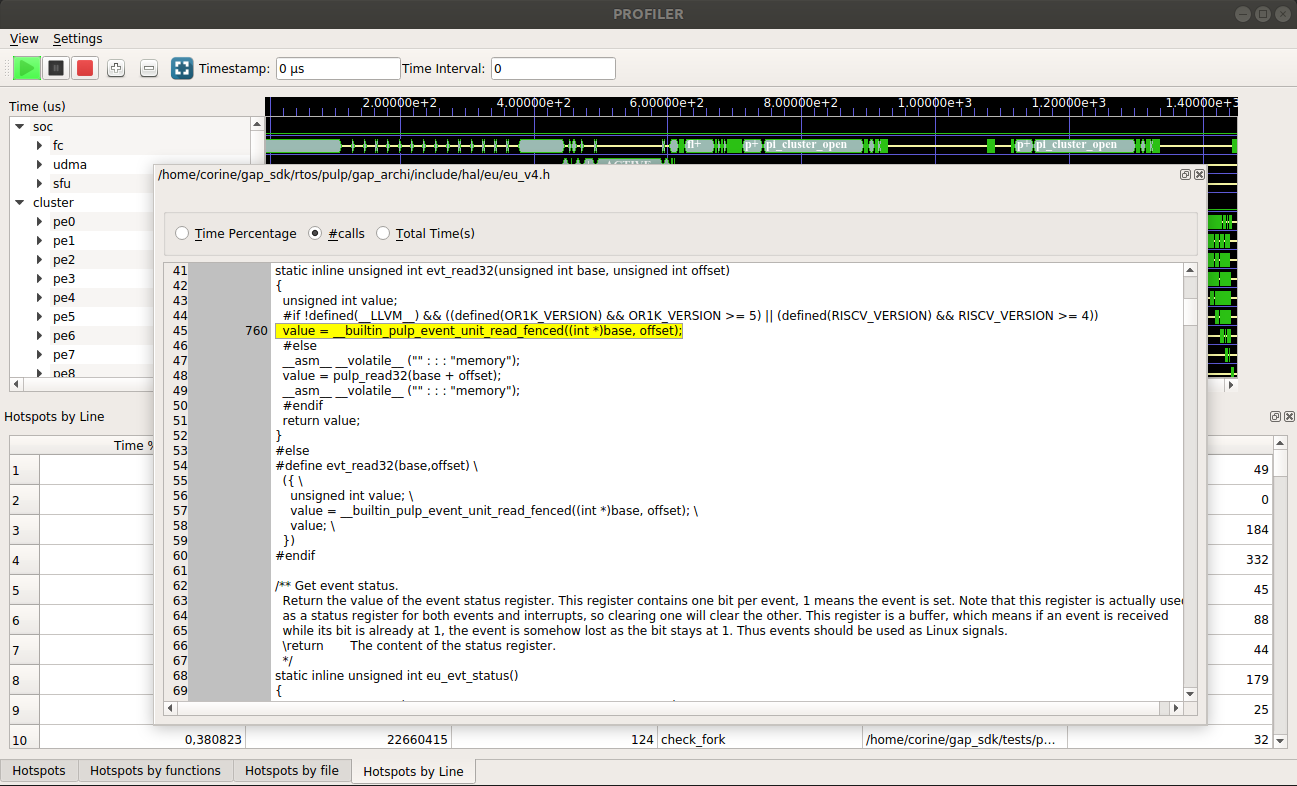 PROFILER
View Settings
Timestamp: 0 µs Time Interval: 0
Time (us)
2.00000e+2 4.00000e+2 6.00000e+2 8.00000e+2 1.00000e+3 1.20000e+3 1.40000e+3
soc
fc
fl+ p+ pl_cluster_open p+ pl_cluster_open
udma
ACTIVE
sfu
cluster
pe0
pe1
pe2
pe3
pe4
pe5
pe6
pe7
pe8
/home/corine/gap_sdk/rtos/pulp/gap_archi/include/hal/eu/eu_v4.h
Time Percentage #calls Total Time(s)
41 static inline unsigned int evt_read32(unsigned int base, unsigned int offset)
42 {
43 unsigned int value;
44 #if !defined(__LLVM__) && ((defined(OR1K_VERSION) && OR1K_VERSION >= 5) || (defined(RISCV_VERSION) && RISCV_VERSION >= 4))
45 760 value = __builtin_pulp_event_unit_read_fenced((int *)base, offset);
46 #else
47 __asm__ __volatile__ ("" : : : "memory");
48 value = pulp_read32(base + offset);
49 __asm__ __volatile__ ("" : : : "memory");
50 #endif
51 return value;
52 }
53 #else
54 #define evt_read32(base,offset) \
55 ({ \
56 unsigned int value; \
57 value = __builtin_pulp_event_unit_read_fenced((int *)base, offset); \
58 value; \
59 })
60 #endif
61
62 /** Get event status.
63 Return the value of the event status register. This register contains one bit per event, 1 means the event is set. Note that this register is actually used
64 as a status register for both events and interrupts, so clearing one will clear the other. This register is a buffer, which means if an event is received
65 while its bit is already at 1, the event is somehow lost as the bit stays at 1. Thus events should be used as Linux signals.
66 \return The content of the status register.
67 */
68 static inline unsigned int eu_evt_status()
69 {
Hotspots by Line
Time %
1 49
2 0
3 184
4 332
5 45
6 88
7 44
8 179
9 25
10 0,380823 22660415 124 check_fork /home/corine/gap_sdk/tests/p... 32
Hotspots Hotspots by functions Hotspots by file Hotspots by Line